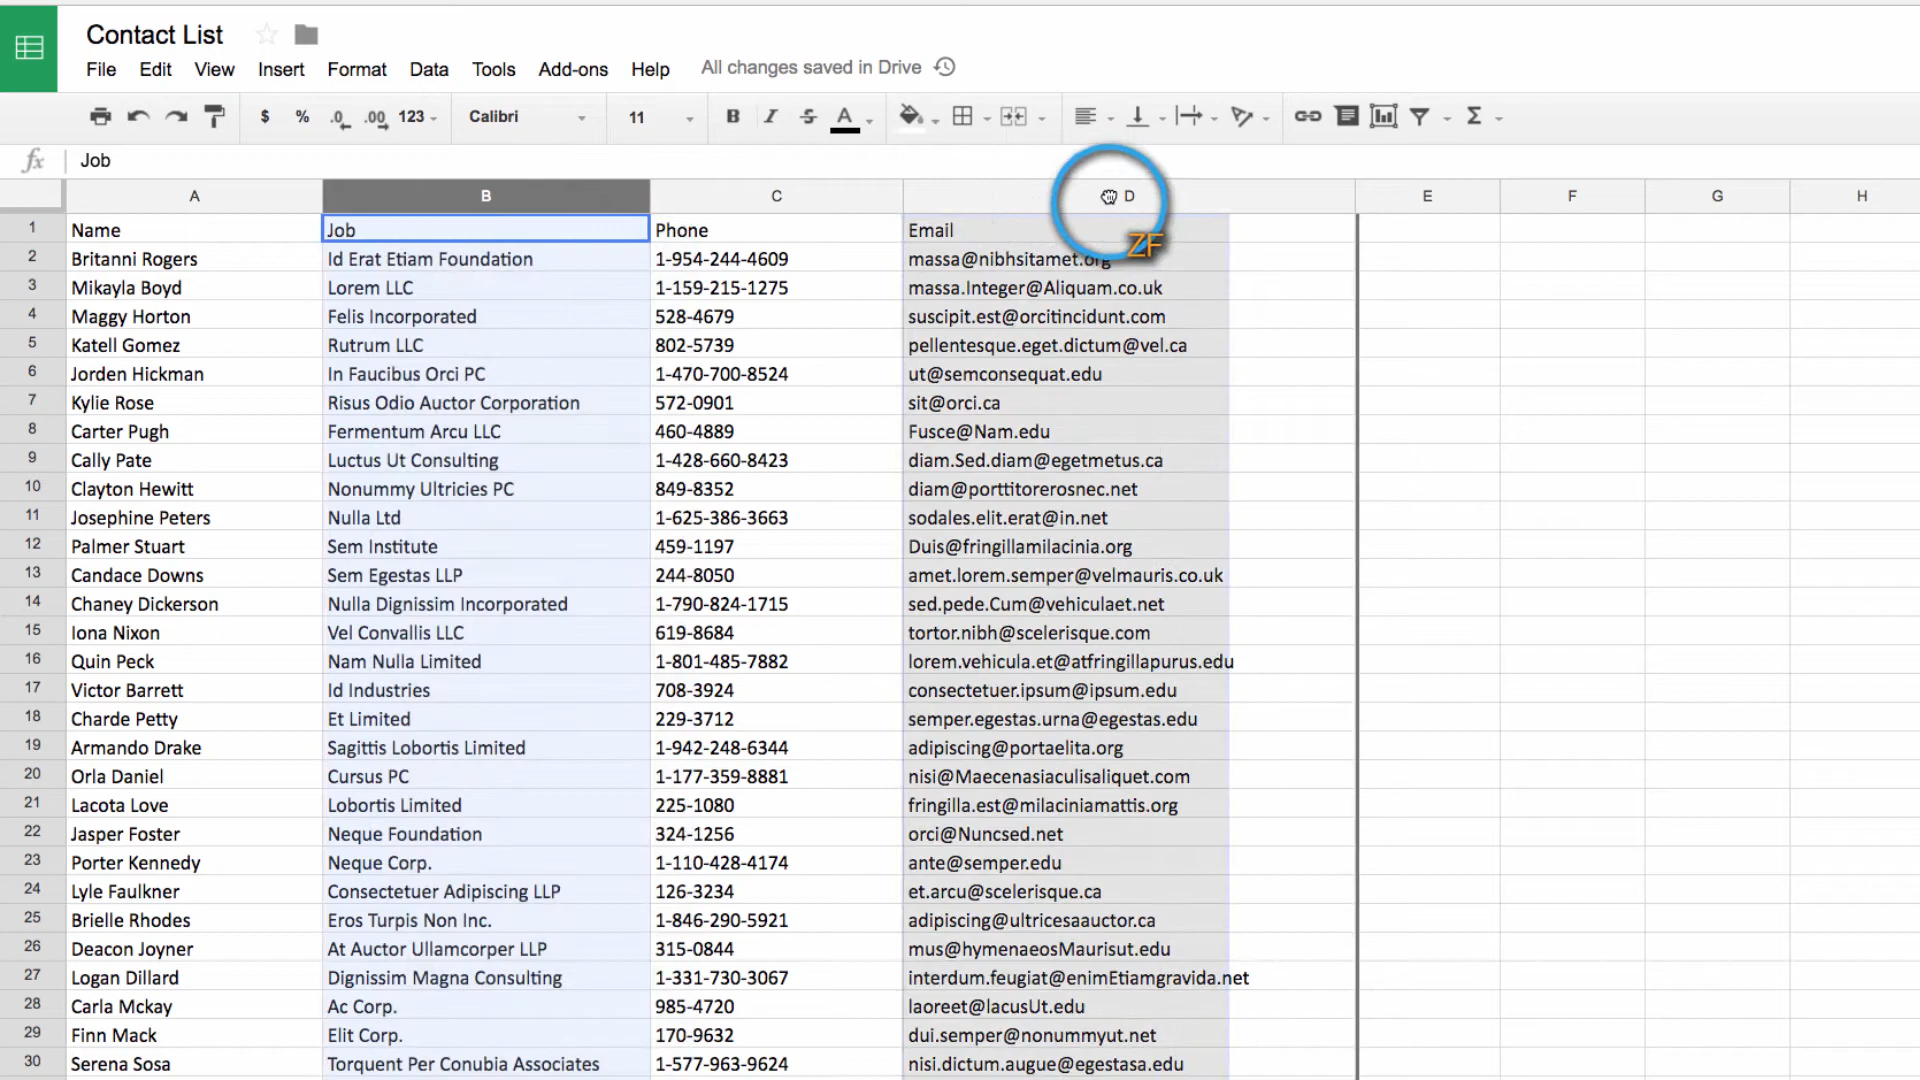 Contact List
File Edit View Insert Format Data Tools Add-ons Help All changes saved in Drive
$ % .0 .00 123 Calibri 11 B I S A Σ
fx Job
A B C D E F G H
ZF
1 Name Job Phone Email
2 Britanni Rogers Id Erat Etiam Foundation 1-954-244-4609 massa@nibhsitamet.org
3 Mikayla Boyd Lorem LLC 1-159-215-1275 massa.Integer@Aliquam.co.uk
4 Maggy Horton Felis Incorporated 528-4679 suscipit.est@orcitincidunt.com
5 Katell Gomez Rutrum LLC 802-5739 pellentesque.eget.dictum@vel.ca
6 Jorden Hickman In Faucibus Orci PC 1-470-700-8524 ut@semconsequat.edu
7 Kylie Rose Risus Odio Auctor Corporation 572-0901 sit@orci.ca
8 Carter Pugh Fermentum Arcu LLC 460-4889 Fusce@Nam.edu
9 Cally Pate Luctus Ut Consulting 1-428-660-8423 diam.Sed.diam@egetmetus.ca
10 Clayton Hewitt Nonummy Ultricies PC 849-8352 diam@porttitorerosnec.net
11 Josephine Peters Nulla Ltd 1-625-386-3663 sodales.elit.erat@in.net
12 Palmer Stuart Sem Institute 459-1197 Duis@fringillamilacinia.org
13 Candace Downs Sem Egestas LLP 244-8050 amet.lorem.semper@velmauris.co.uk
14 Chaney Dickerson Nulla Dignissim Incorporated 1-790-824-1715 sed.pede.Cum@vehiculaet.net
15 Iona Nixon Vel Convallis LLC 619-8684 tortor.nibh@scelerisque.com
16 Quin Peck Nam Nulla Limited 1-801-485-7882 lorem.vehicula.et@atfringillapurus.edu
17 Victor Barrett Id Industries 708-3924 consectetuer.ipsum@ipsum.edu
18 Charde Petty Et Limited 229-3712 semper.egestas.urna@egestas.edu
19 Armando Drake Sagittis Lobortis Limited 1-942-248-6344 adipiscing@portaelita.org
20 Orla Daniel Cursus PC 1-177-359-8881 nisi@Maecenasiaculisaliquet.com
21 Lacota Love Lobortis Limited 225-1080 fringilla.est@milaciniamattis.org
22 Jasper Foster Neque Foundation 324-1256 orci@Nuncsed.net
23 Porter Kennedy Neque Corp. 1-110-428-4174 ante@semper.edu
24 Lyle Faulkner Consectetuer Adipiscing LLP 126-3234 et.arcu@scelerisque.ca
25 Brielle Rhodes Eros Turpis Non Inc. 1-846-290-5921 adipiscing@ultricesaauctor.ca
26 Deacon Joyner At Auctor Ullamcorper LLP 315-0844 mus@hymenaeosMaurisut.edu
27 Logan Dillard Dignissim Magna Consulting 1-331-730-3067 interdum.feugiat@enimEtiamgravida.net
28 Carla Mckay Ac Corp. 985-4720 laoreet@lacusUt.edu
29 Finn Mack Elit Corp. 170-9632 dui.semper@nonummyut.net
30 Serena Sosa Torquent Per Conubia Associates 1-577-963-9624 nisi.dictum.augue@egestasa.edu